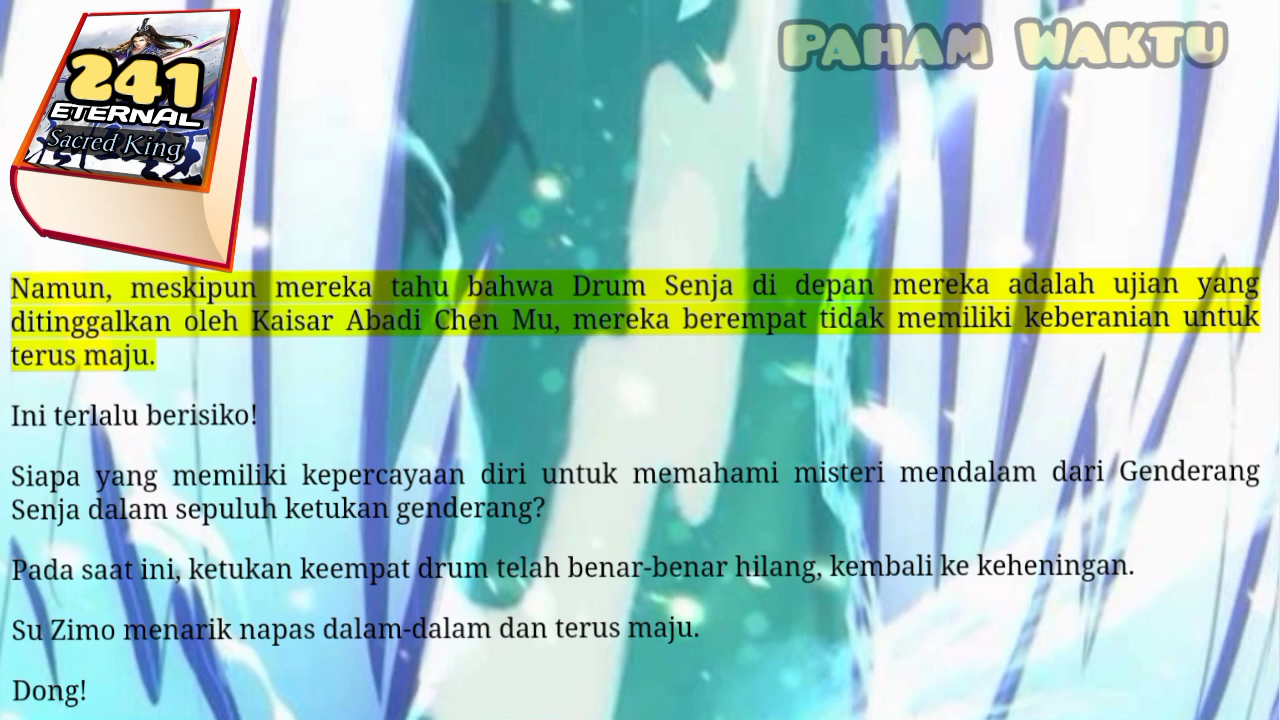 PAHAM WAKTU
241
ETERNAL
Sacred King
Namun, meskipun mereka tahu bahwa Drum Senja di depan mereka adalah ujian yang
ditinggalkan oleh Kaisar Abadi Chen Mu, mereka berempat tidak memiliki keberanian untuk
terus maju.
Ini terlalu berisiko!
Siapa yang memiliki kepercayaan diri untuk memahami misteri mendalam dari Genderang
Senja dalam sepuluh ketukan genderang?
Pada saat ini, ketukan keempat drum telah benar-benar hilang, kembali ke keheningan.
Su Zimo menarik napas dalam-dalam dan terus maju.
Dong!